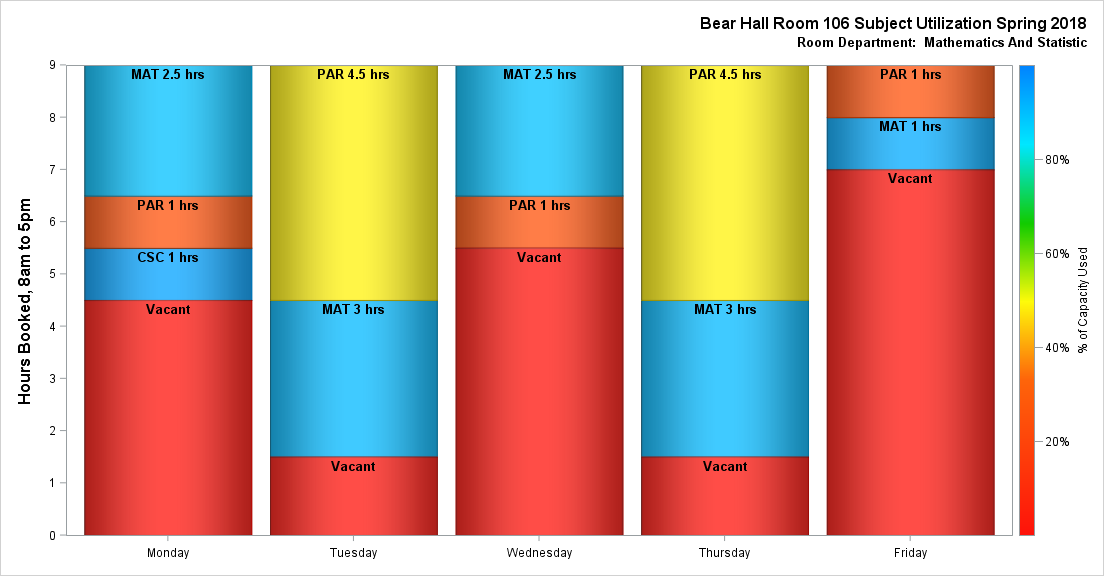 Bear Hall Room 106 Subject Utilization Spring 2018
Room Department: Mathematics And Statistic
Hours Booked, 8am to 5pm
9
8
7
6
5
4
3
2
1
0
MAT 2.5 hrs
PAR 1 hrs
CSC 1 hrs
Vacant
PAR 4.5 hrs
MAT 3 hrs
Vacant
MAT 2.5 hrs
PAR 1 hrs
Vacant
PAR 4.5 hrs
MAT 3 hrs
Vacant
PAR 1 hrs
MAT 1 hrs
Vacant
Monday
Tuesday
Wednesday
Thursday
Friday
80%
60%
40%
20%
% of Capacity Used